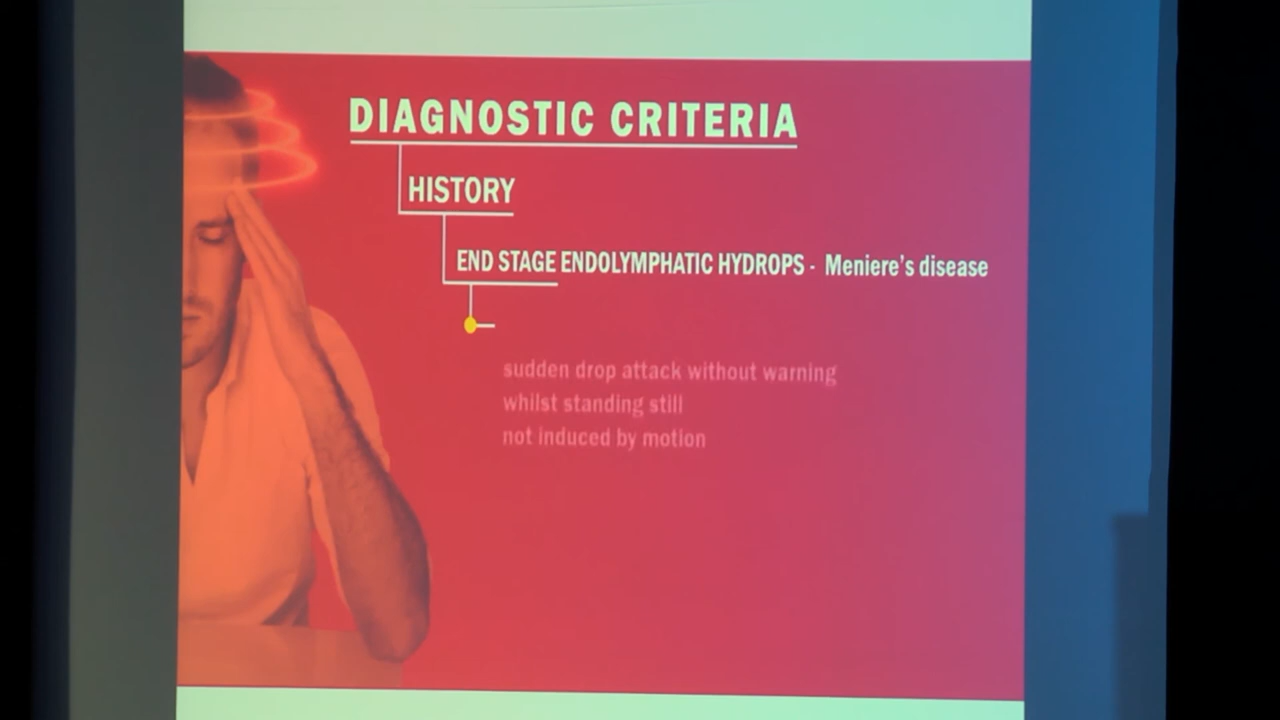 DIAGNOSTIC CRITERIA
HISTORY
END STAGE ENDOLYMPHATIC HYDROPS - Meniere's disease
sudden drop attack without warning
whilst standing still
not induced by motion